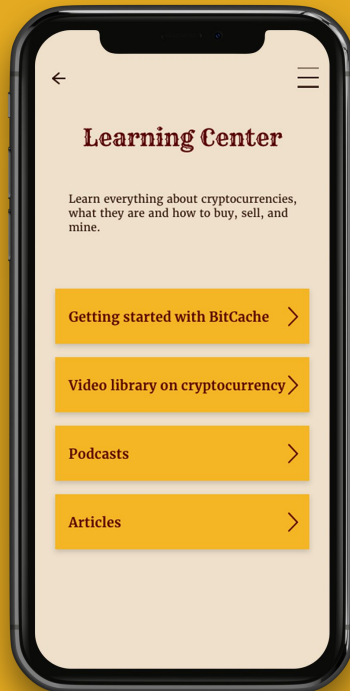 Learning Center
Learn everything about cryptocurrencies,
what they are and how to buy, sell, and
mine.
Getting started with BitCache
Video library on cryptocurrency
Podcasts
Articles